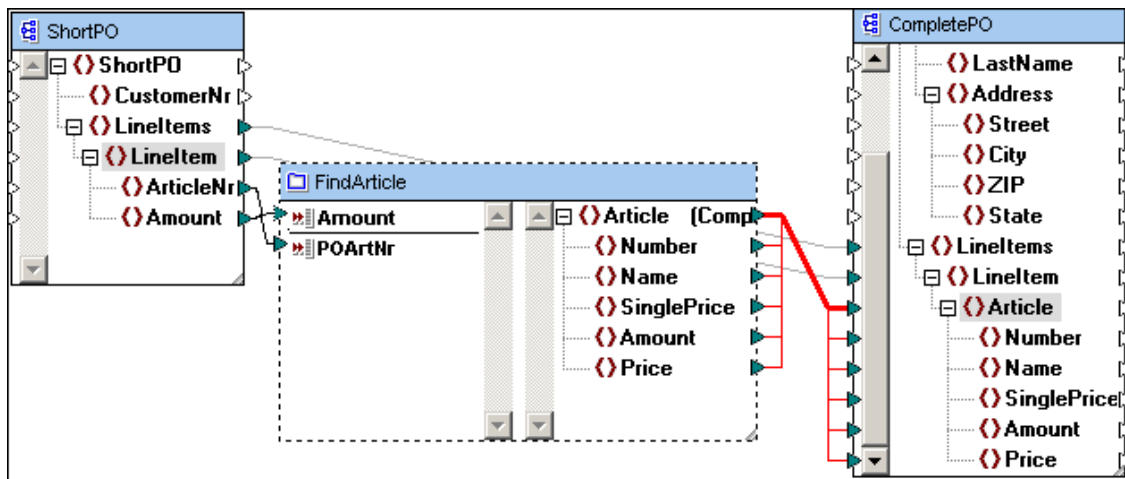 ShortPO
ShortPO
CustomerNr
LineItems
LineItem
ArticleNr
Amount
FindArticle
Amount
POArtNr
Article (Comp
Number
Name
SinglePrice
Amount
Price
CompletePO
LastName
Address
Street
City
ZIP
State
LineItems
LineItem
Article
Number
Name
SinglePrice
Amount
Price